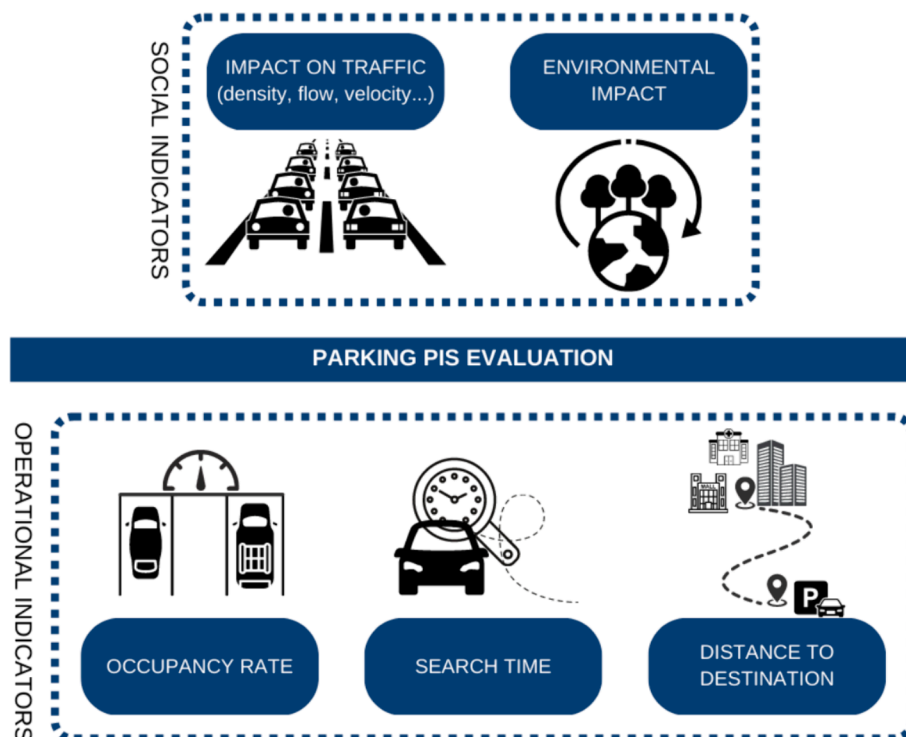 SOCIAL INDICATORS
IMPACT ON TRAFFIC
(density, flow, velocity...)
ENVIRONMENTAL
IMPACT
PARKING PIS EVALUATION
OPERATIONAL INDICATORS
MALL
P
OCCUPANCY RATE
SEARCH TIME
DISTANCE TO
DESTINATION